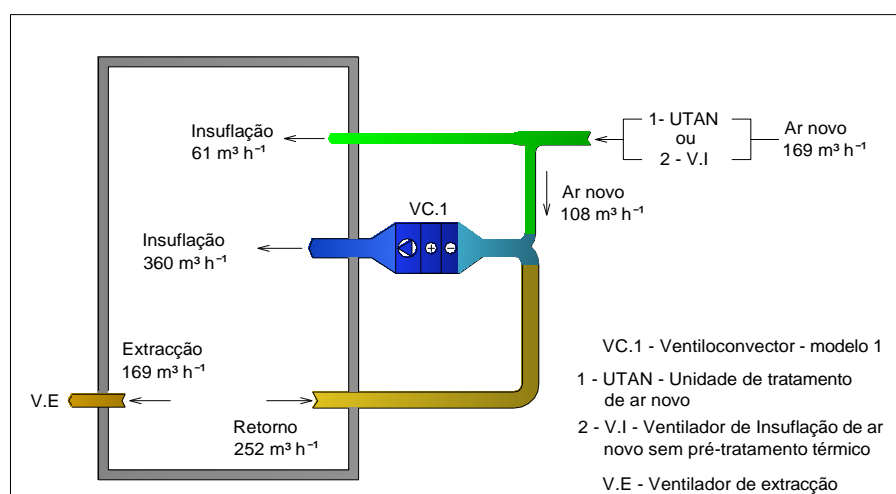 Insuflação
61 m³ h⁻¹
1- UTAN
ou
2 - V.I
Ar novo
169 m³ h⁻¹
Ar novo
108 m³ h⁻¹
VC.1
Insuflação
360 m³ h⁻¹
Extracção
169 m³ h⁻¹
V.E
Retorno
252 m³ h⁻¹
VC.1 - Ventiloconvector - modelo 1
1 - UTAN - Unidade de tratamento
de ar novo
2 - V.I - Ventilador de Insuflação de ar
novo sem pré-tratamento térmico
V.E - Ventilador de extracção